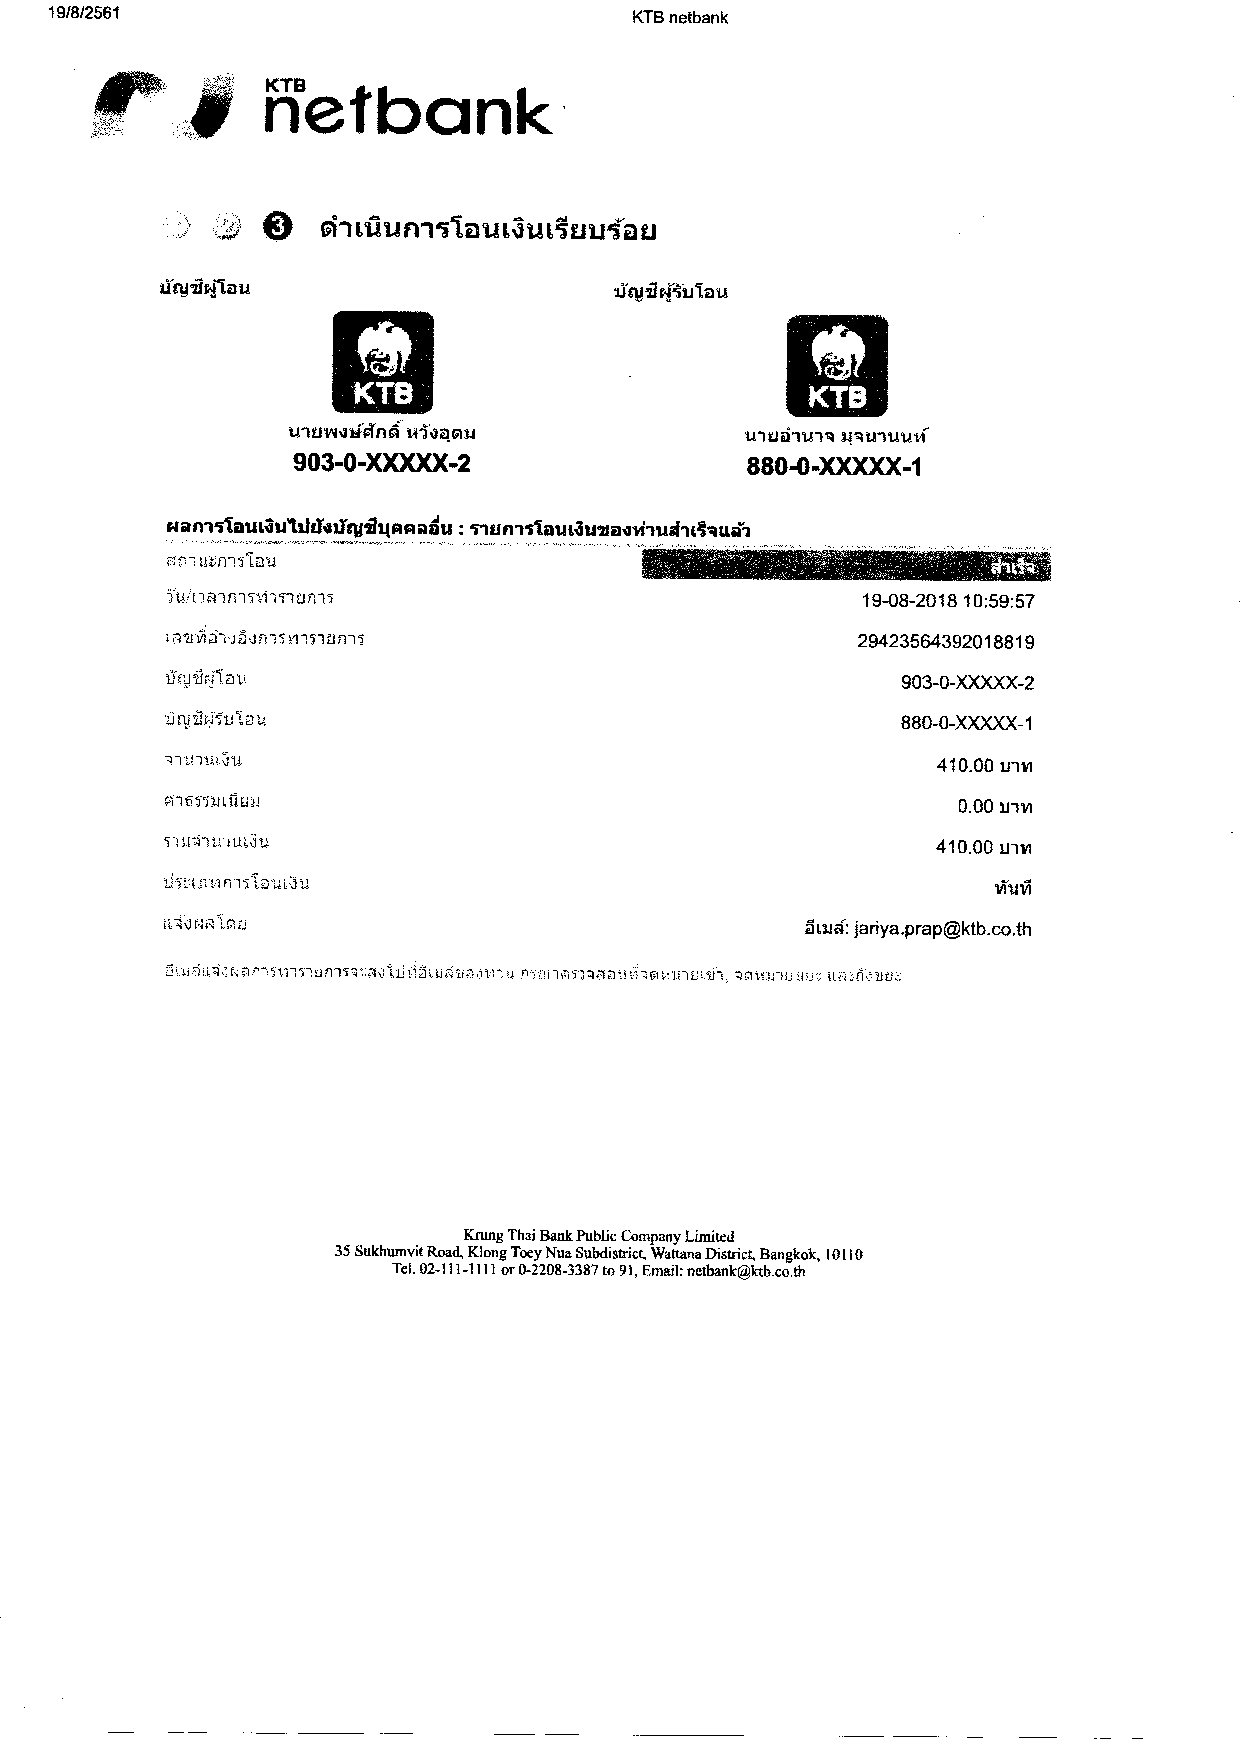 19/8/2561 KTB netbank
KTB
netbank
3 ดำเนินการโอนเงินเรียบร้อย
บัญชีผู้โอน บัญชีผู้รับโอน
KTB KTB
นายพงษ์ศักดิ์ หวังอุดม นายอำนาจ มุจนานนท์
903-0-XXXXX-2 880-0-XXXXX-1
ผลการโอนเงินไปยังบัญชีบุคคลอื่น : รายการโอนเงินของท่านสำเร็จแล้ว
สถานะการโอน สำเร็จ
วัน/เวลาการทำรายการ 19-08-2018 10:59:57
เลขที่อ้างอิงการทำรายการ 29423564392018819
บัญชีผู้โอน 903-0-XXXXX-2
บัญชีผู้รับโอน 880-0-XXXXX-1
จำนวนเงิน 410.00 บาท
ค่าธรรมเนียม 0.00 บาท
รวมจำนวนเงิน 410.00 บาท
ประเภทการโอนเงิน ทันที
แจ้งผลโดย อีเมล์: jariya.prap@ktb.co.th
อีเมล์แจ้งผลการทำรายการจะส่งไปที่อีเมล์ของท่าน กรุณาตรวจสอบที่จดหมายเข้า, จดหมายขยะ และถังขยะ
Krung Thai Bank Public Company Limited
35 Sukhumvit Road, Klong Toey Nua Subdistrict, Wattana District, Bangkok, 10110
Tel. 02-111-1111 or 0-2208-3387 to 91, Email: netbank@ktb.co.th